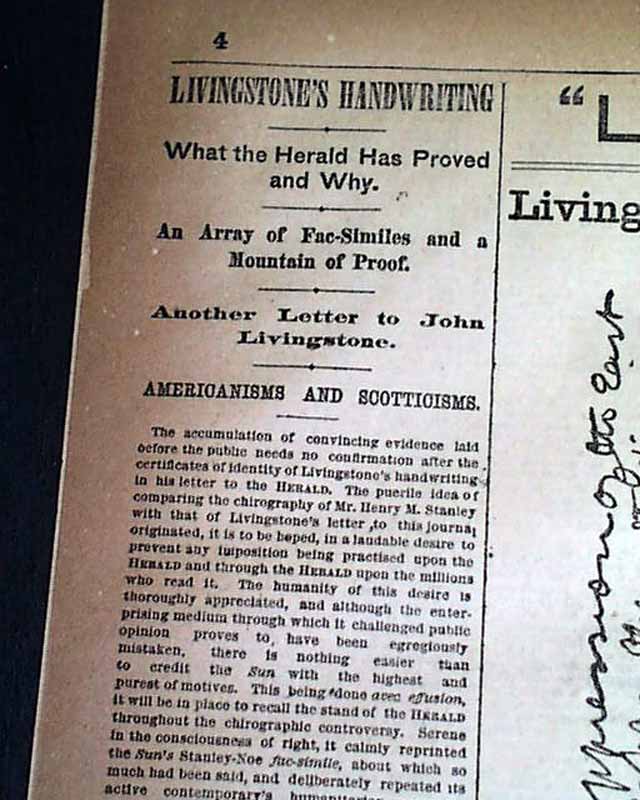 4
LIVINGSTONE'S HANDWRITING
What the Herald Has Proved
and Why.
An Array of Fac-Similes and a
Mountain of Proof.
Another Letter to John
Livingstone.
AMERICANISMS AND SCOTTICISMS.
The accumulation of convincing evidence laid
before the public needs no confirmation after the
certificates of identity of Livingstone's handwriting
in his letter to the HERALD. The puerile idea of
comparing the chirography of Mr. Henry M. Stanley
with that of Livingstone's letter to this journal
originated, it is to be hoped, in a laudable desire to
prevent any imposition being practised upon the
HERALD and through the HERALD upon the millions
who read it. The humanity of this desire is
thoroughly appreciated, and although the enter-
prising medium through which it challenged public
opinion proves to have been egregiously
mistaken, there is nothing easier than
to credit the Sun with the highest and
purest of motives. This being done avec effusion,
it will be in place to recall the stand of the HERALD
throughout the chirographic controversy. Serene
in the consciousness of right, it calmly reprinted
the Sun's Stanley-Noe fac-simile, about which so
much had been said, and deliberately repeated its
active contemporary's
“ L
Living
expression of the East